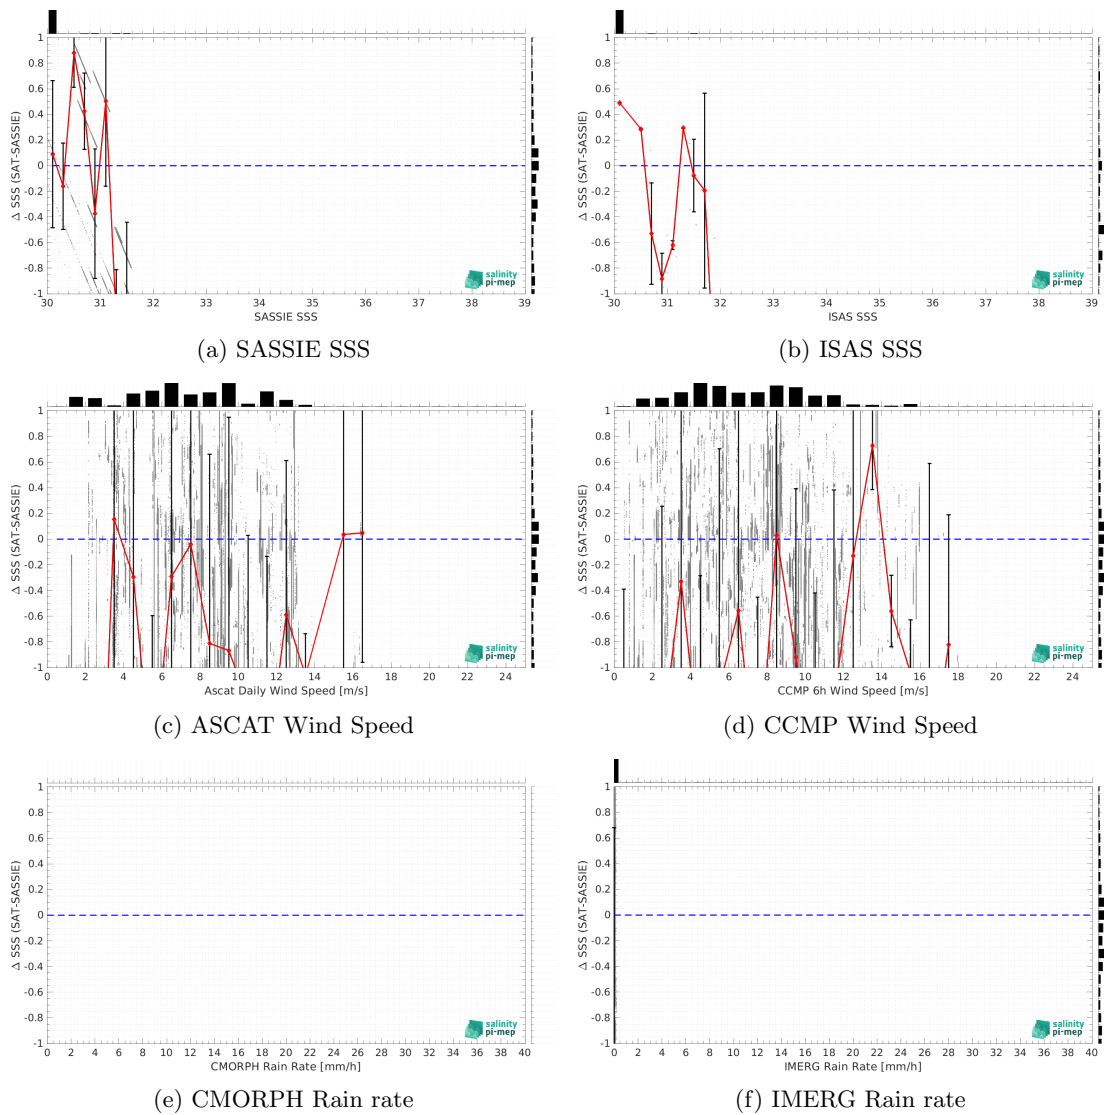 1
0.8
0.6
0.4
0.2
0
-0.2
-0.4
-0.6
-0.8
-1
Δ SSS (SAT-SASSIE)
salinity
pi-mep
30 31 32 33 34 35 36 37 38 39
SASSIE SSS
(a) SASSIE SSS
1
0.8
0.6
0.4
0.2
0
-0.2
-0.4
-0.6
-0.8
-1
Δ SSS (SAT-SASSIE)
salinity
pi-mep
30 31 32 33 34 35 36 37 38 39
ISAS SSS
(b) ISAS SSS
1
0.8
0.6
0.4
0.2
0
-0.2
-0.4
-0.6
-0.8
-1
Δ SSS (SAT-SASSIE)
salinity
pi-mep
0 2 4 6 8 10 12 14 16 18 20 22 24
Ascat Daily Wind Speed [m/s]
(c) ASCAT Wind Speed
1
0.8
0.6
0.4
0.2
0
-0.2
-0.4
-0.6
-0.8
-1
Δ SSS (SAT-SASSIE)
salinity
pi-mep
0 2 4 6 8 10 12 14 16 18 20 22 24
CCMP 6h Wind Speed [m/s]
(d) CCMP Wind Speed
1
0.8
0.6
0.4
0.2
0
-0.2
-0.4
-0.6
-0.8
-1
Δ SSS (SAT-SASSIE)
salinity
pi-mep
0 2 4 6 8 10 12 14 16 18 20 22 24 26 28 30 32 34 36 38 40
CMORPH Rain Rate [mm/h]
(e) CMORPH Rain rate
1
0.8
0.6
0.4
0.2
0
-0.2
-0.4
-0.6
-0.8
-1
Δ SSS (SAT-SASSIE)
salinity
pi-mep
0 2 4 6 8 10 12 14 16 18 20 22 24 26 28 30 32 34 36 38 40
IMERG Rain Rate [mm/h]
(f) IMERG Rain rate